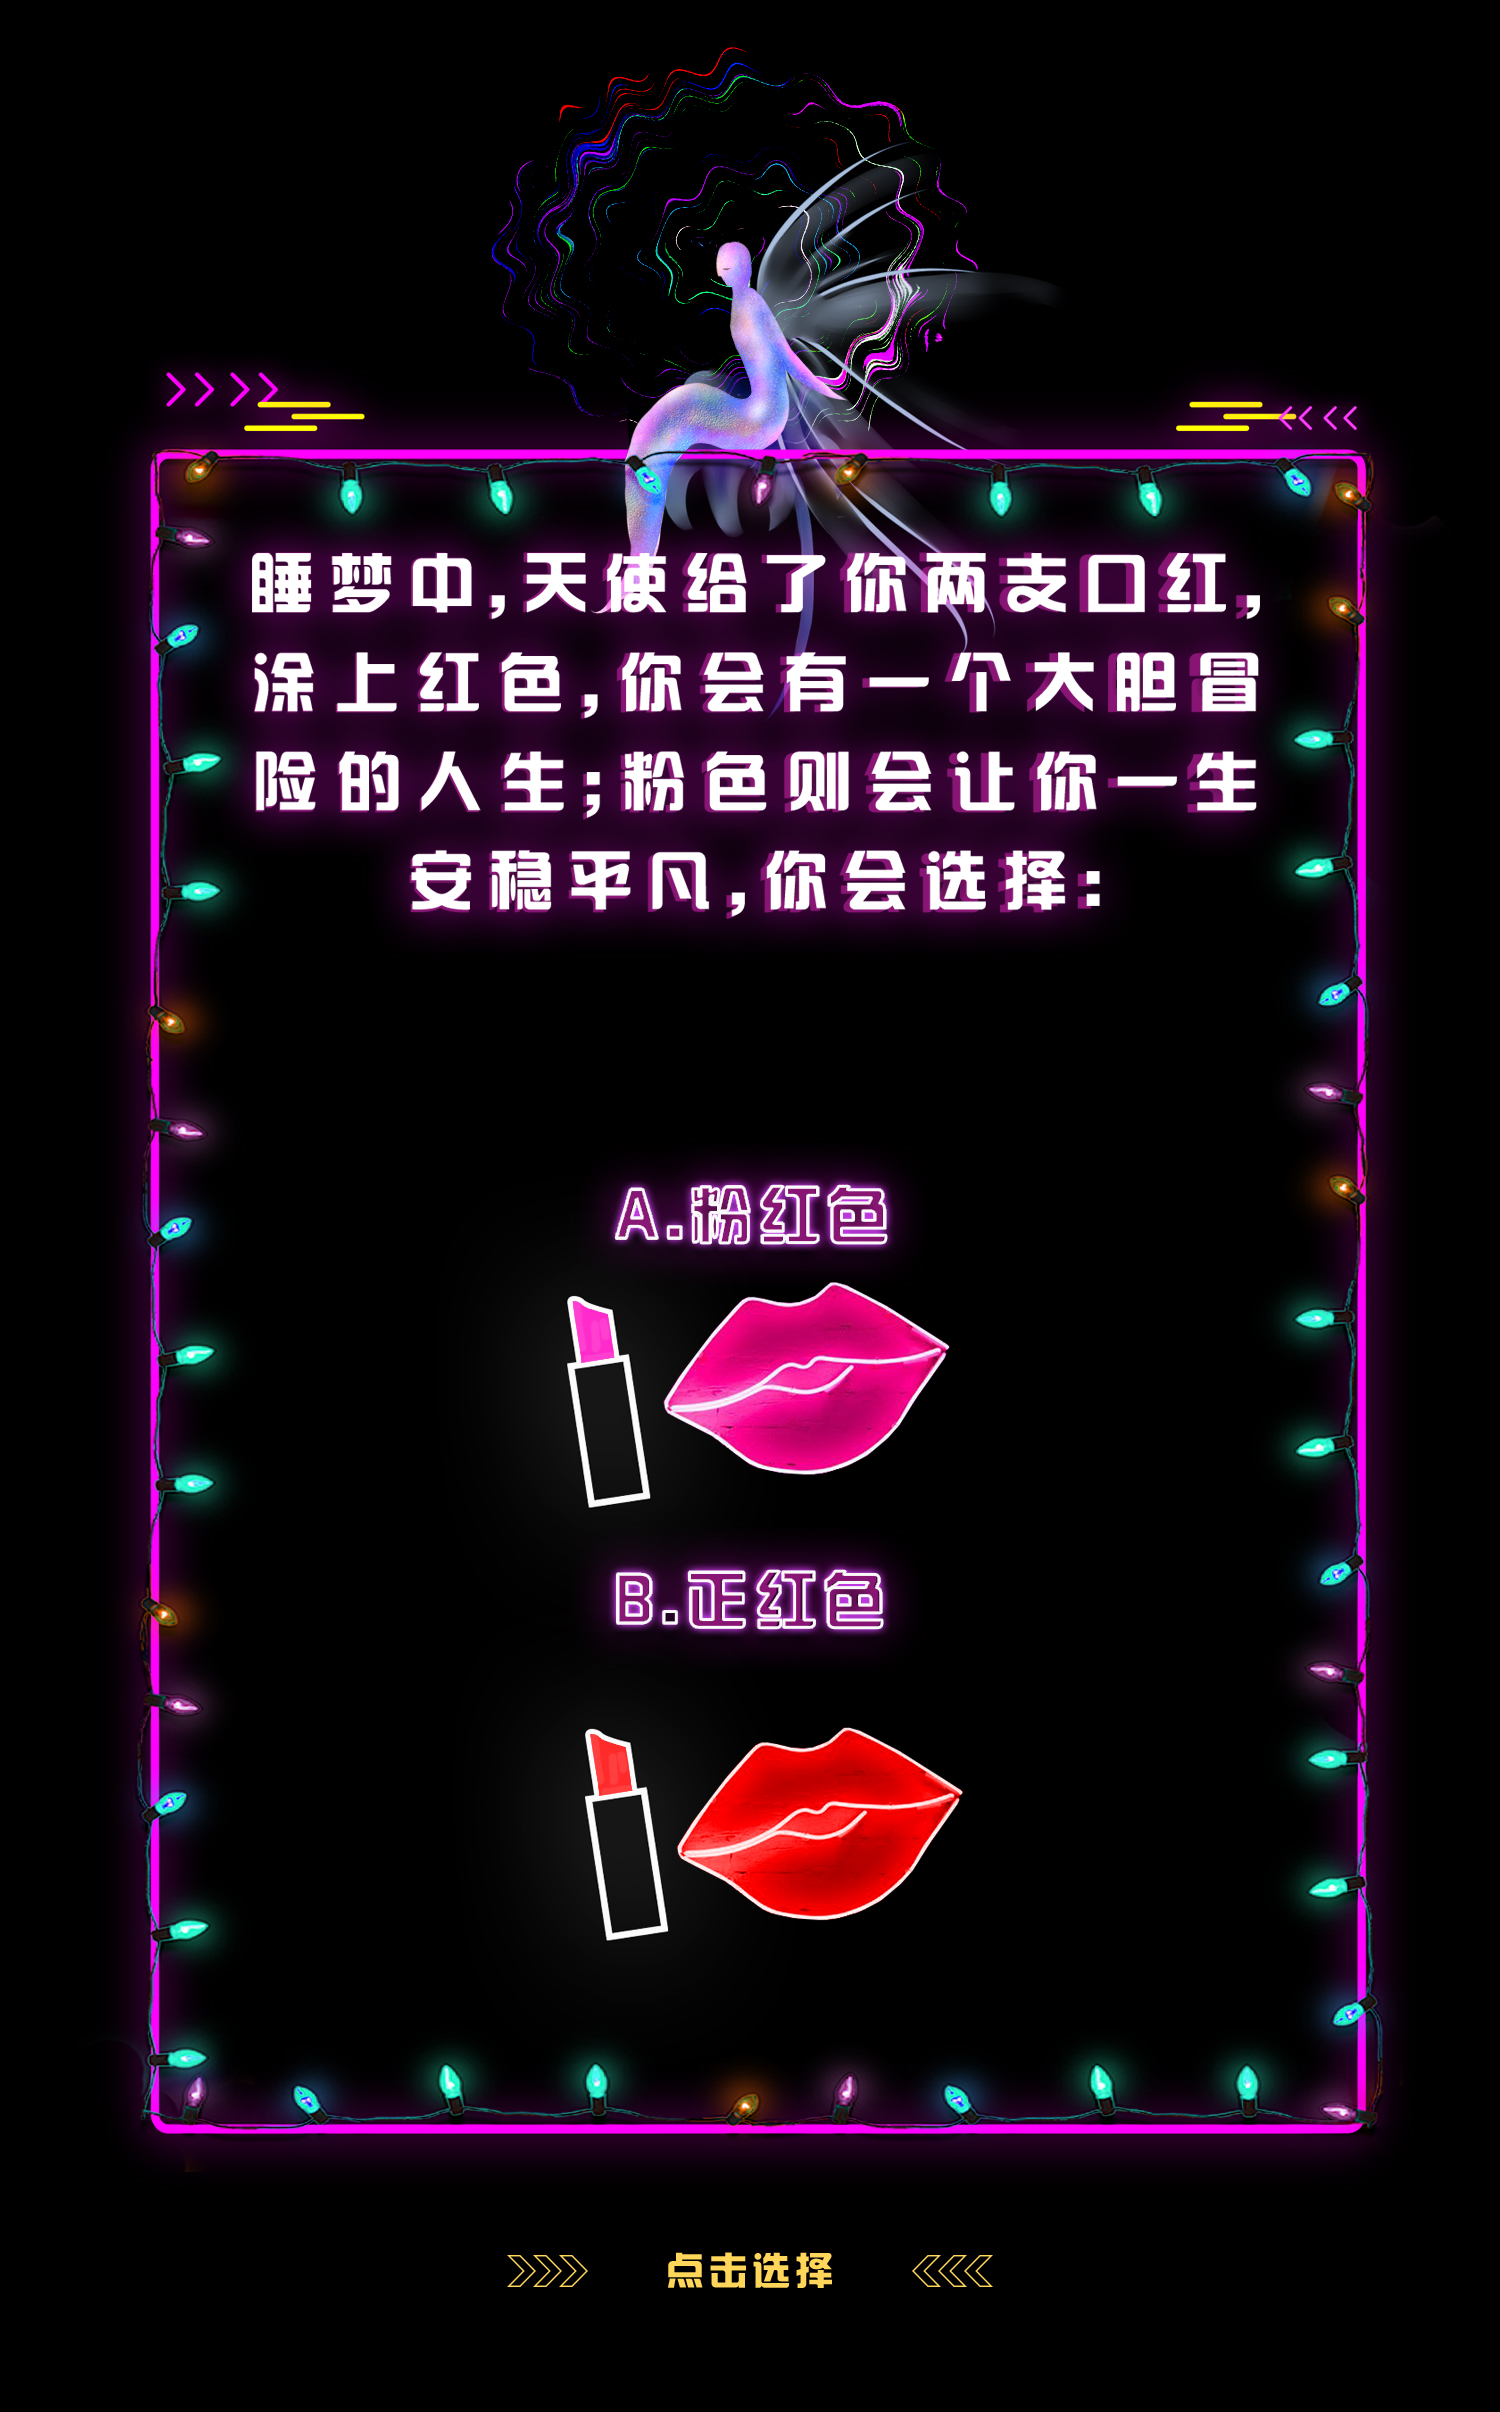 睡梦中,天使给了你两支口红,
涂上红色,你会有一个大胆冒
险的人生;粉色则会让你一生
安稳平凡,你会选择:
A.粉红色
B.正红色
点击选择